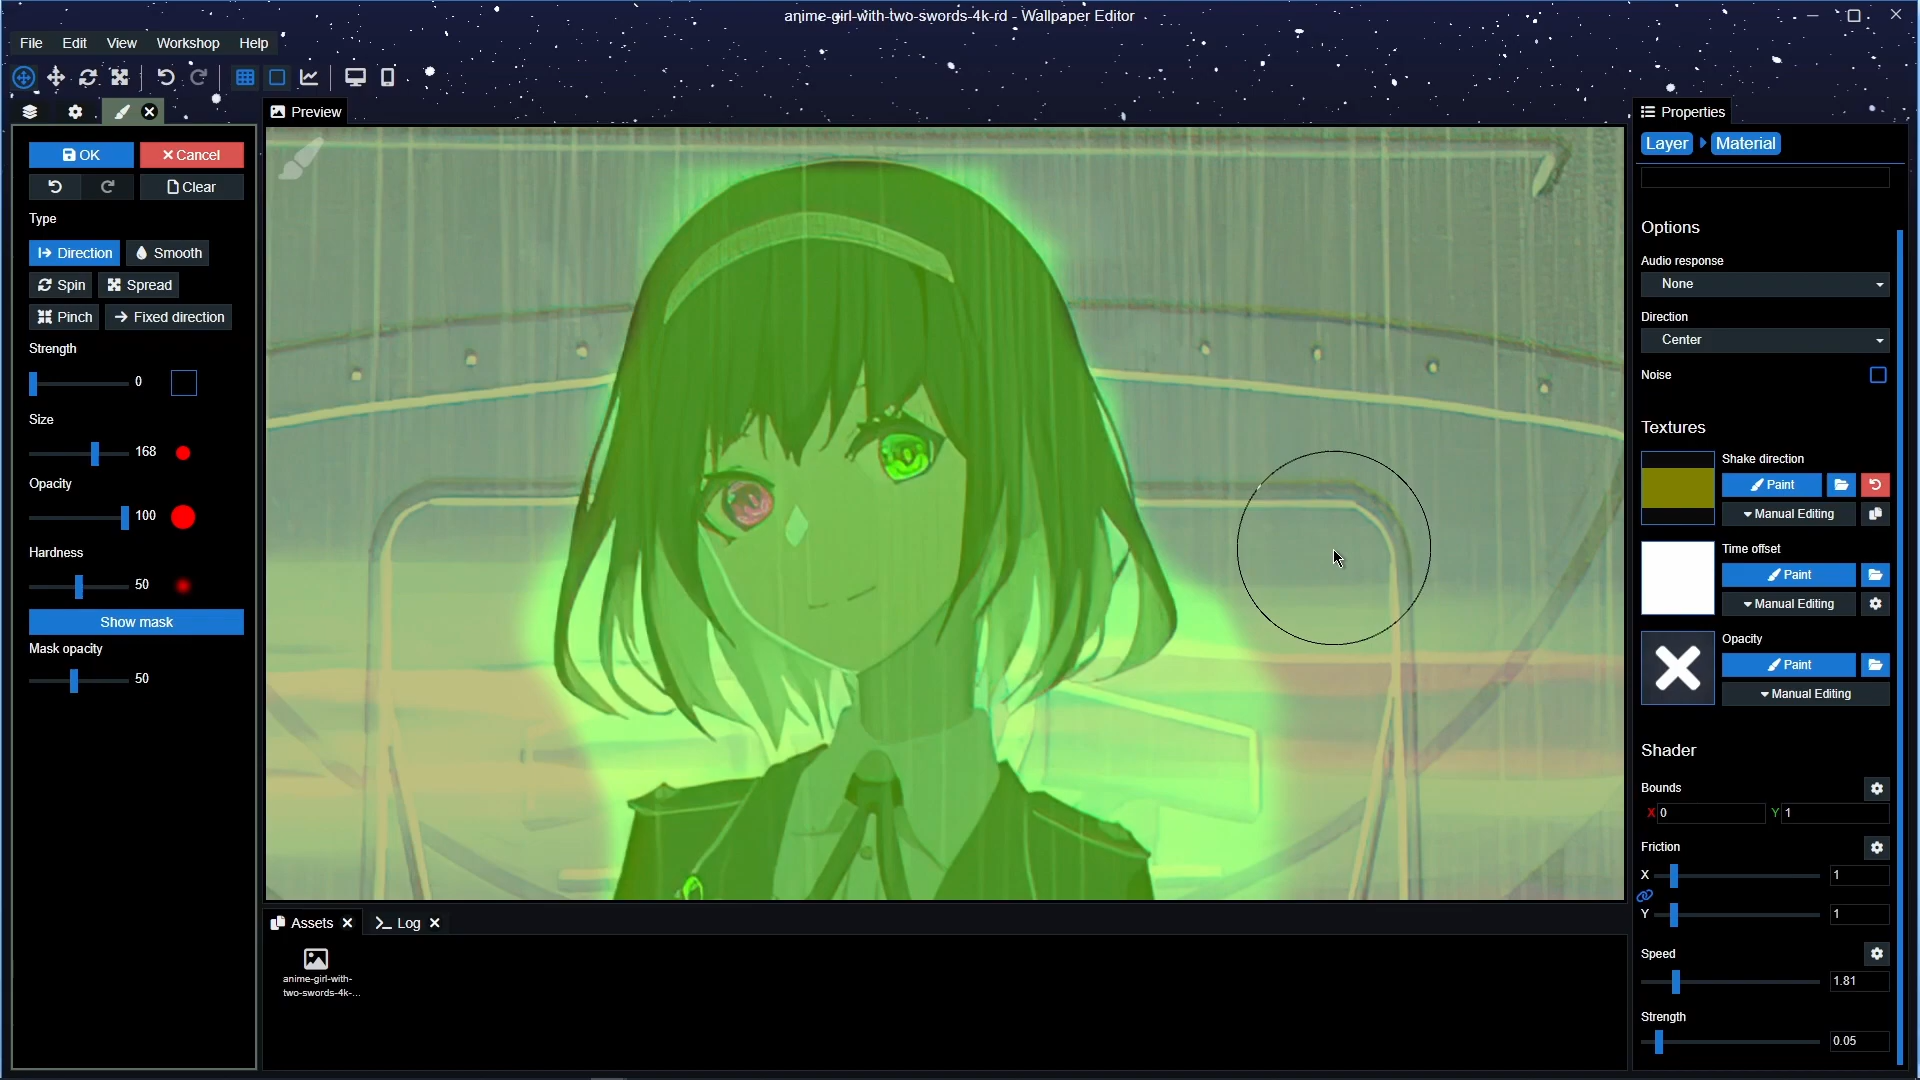 anime-girl-with-two-swords-4k-rd - Wallpaper Editor
File Edit View Workshop Help
Preview
Properties
OK Cancel
Clear
Type
Direction Smooth
Spin Spread
Pinch Fixed direction
Strength
0
Size
168
Opacity
100
Hardness
50
Show mask
Mask opacity
50
Layer Material
Options
Audio response
None
Direction
Center
Noise
Textures
Shake direction
Paint
Manual Editing
Time offset
Paint
Manual Editing
Opacity
Paint
Manual Editing
Shader
Bounds
X 0 Y 1
Friction
X 1
Y 1
Speed
1.81
Strength
0.05
Assets Log
anime-girl-with-
two-swords-4k-...